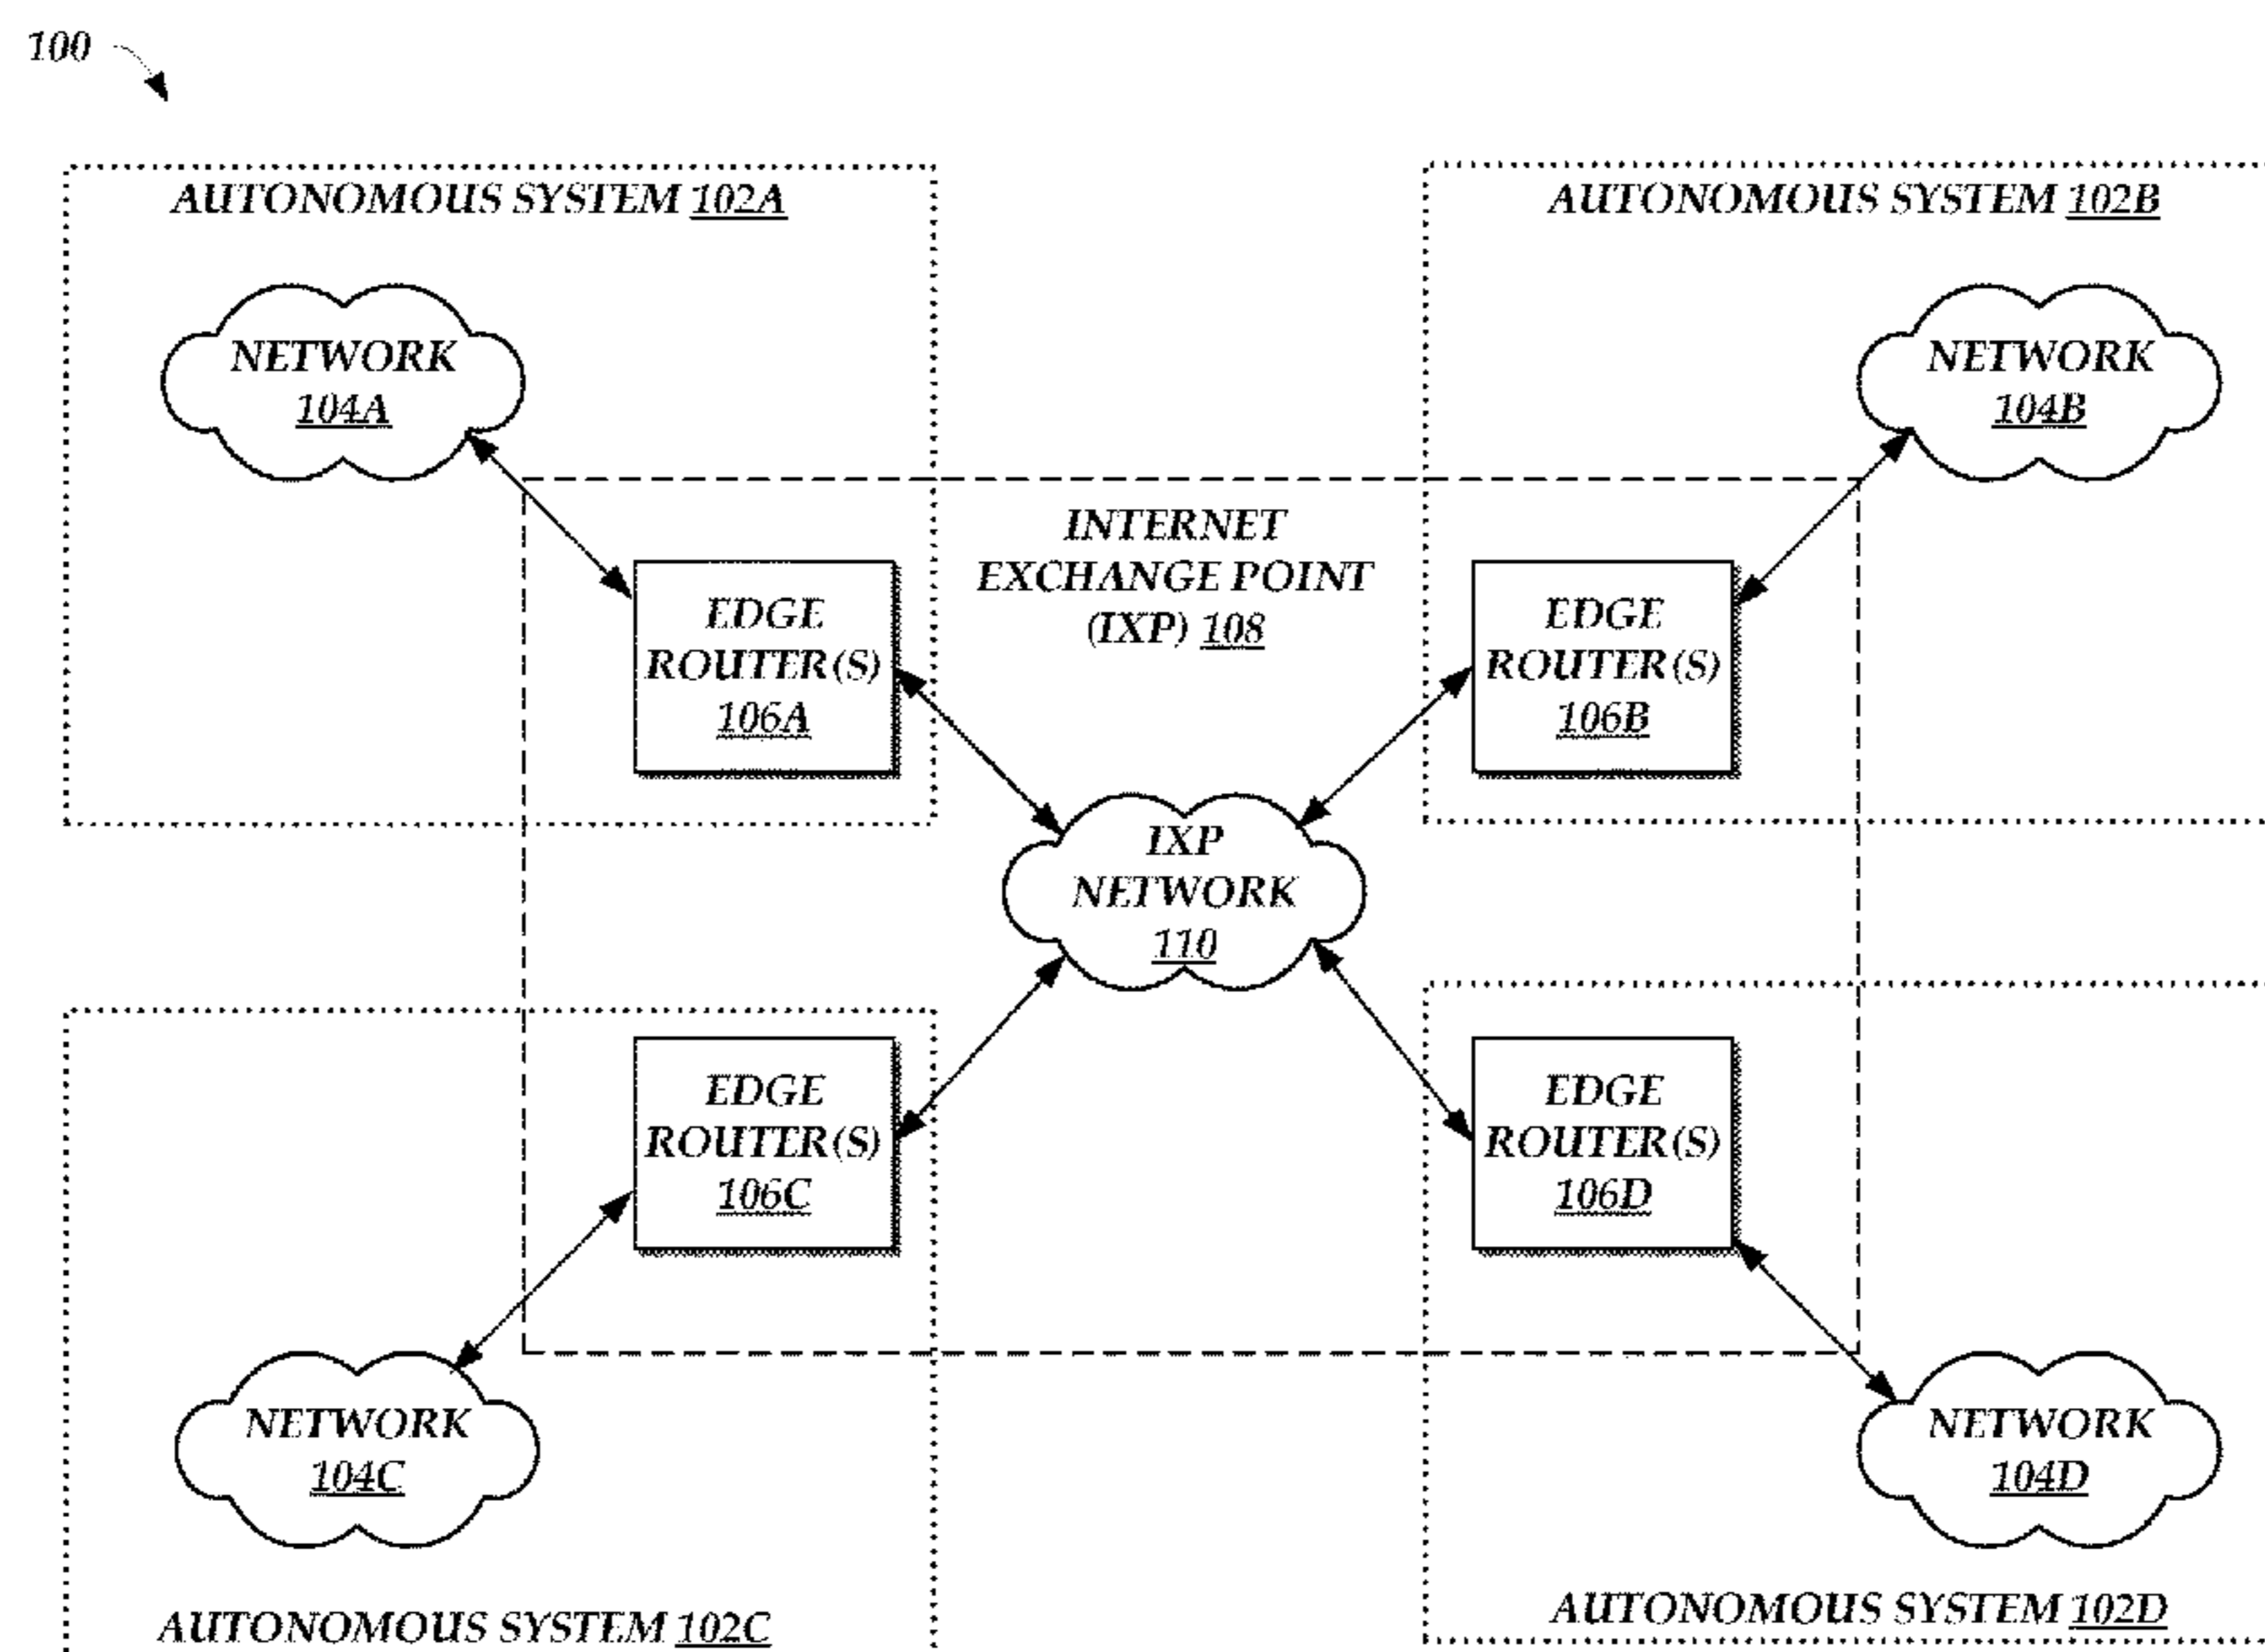 100
AUTONOMOUS SYSTEM 102A
AUTONOMOUS SYSTEM 102B
NETWORK
104A
NETWORK
104B
INTERNET
EXCHANGE POINT
(IXP) 108
EDGE
ROUTER(S)
106A
EDGE
ROUTER(S)
106B
IXP
NETWORK
110
EDGE
ROUTER(S)
106C
EDGE
ROUTER(S)
106D
NETWORK
104C
NETWORK
104D
AUTONOMOUS SYSTEM 102C
AUTONOMOUS SYSTEM 102D